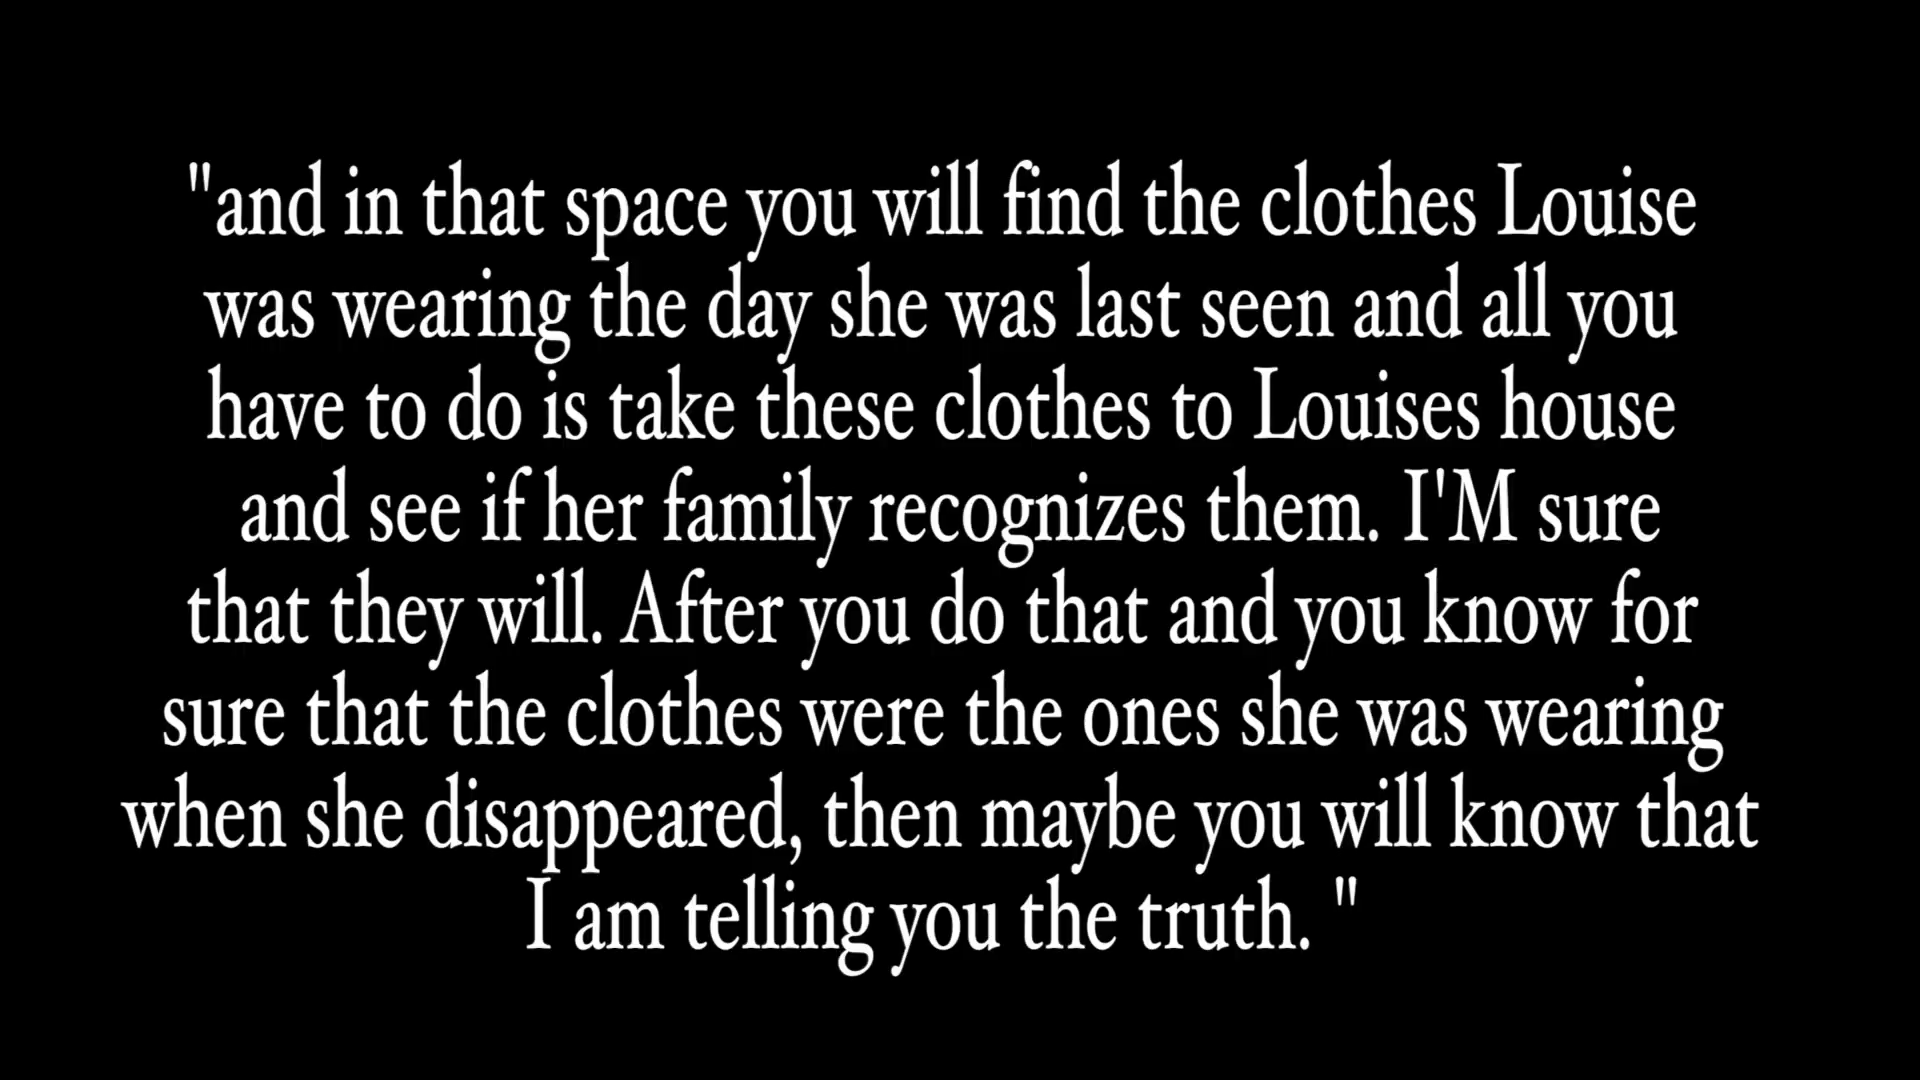 "and in that space you will find the clothes Louise
was wearing the day she was last seen and all you
have to do is take these clothes to Louises house
and see if her family recognizes them. I'M sure
that they will. After you do that and you know for
sure that the clothes were the ones she was wearing
when she disappeared, then maybe you will know that
I am telling you the truth. "